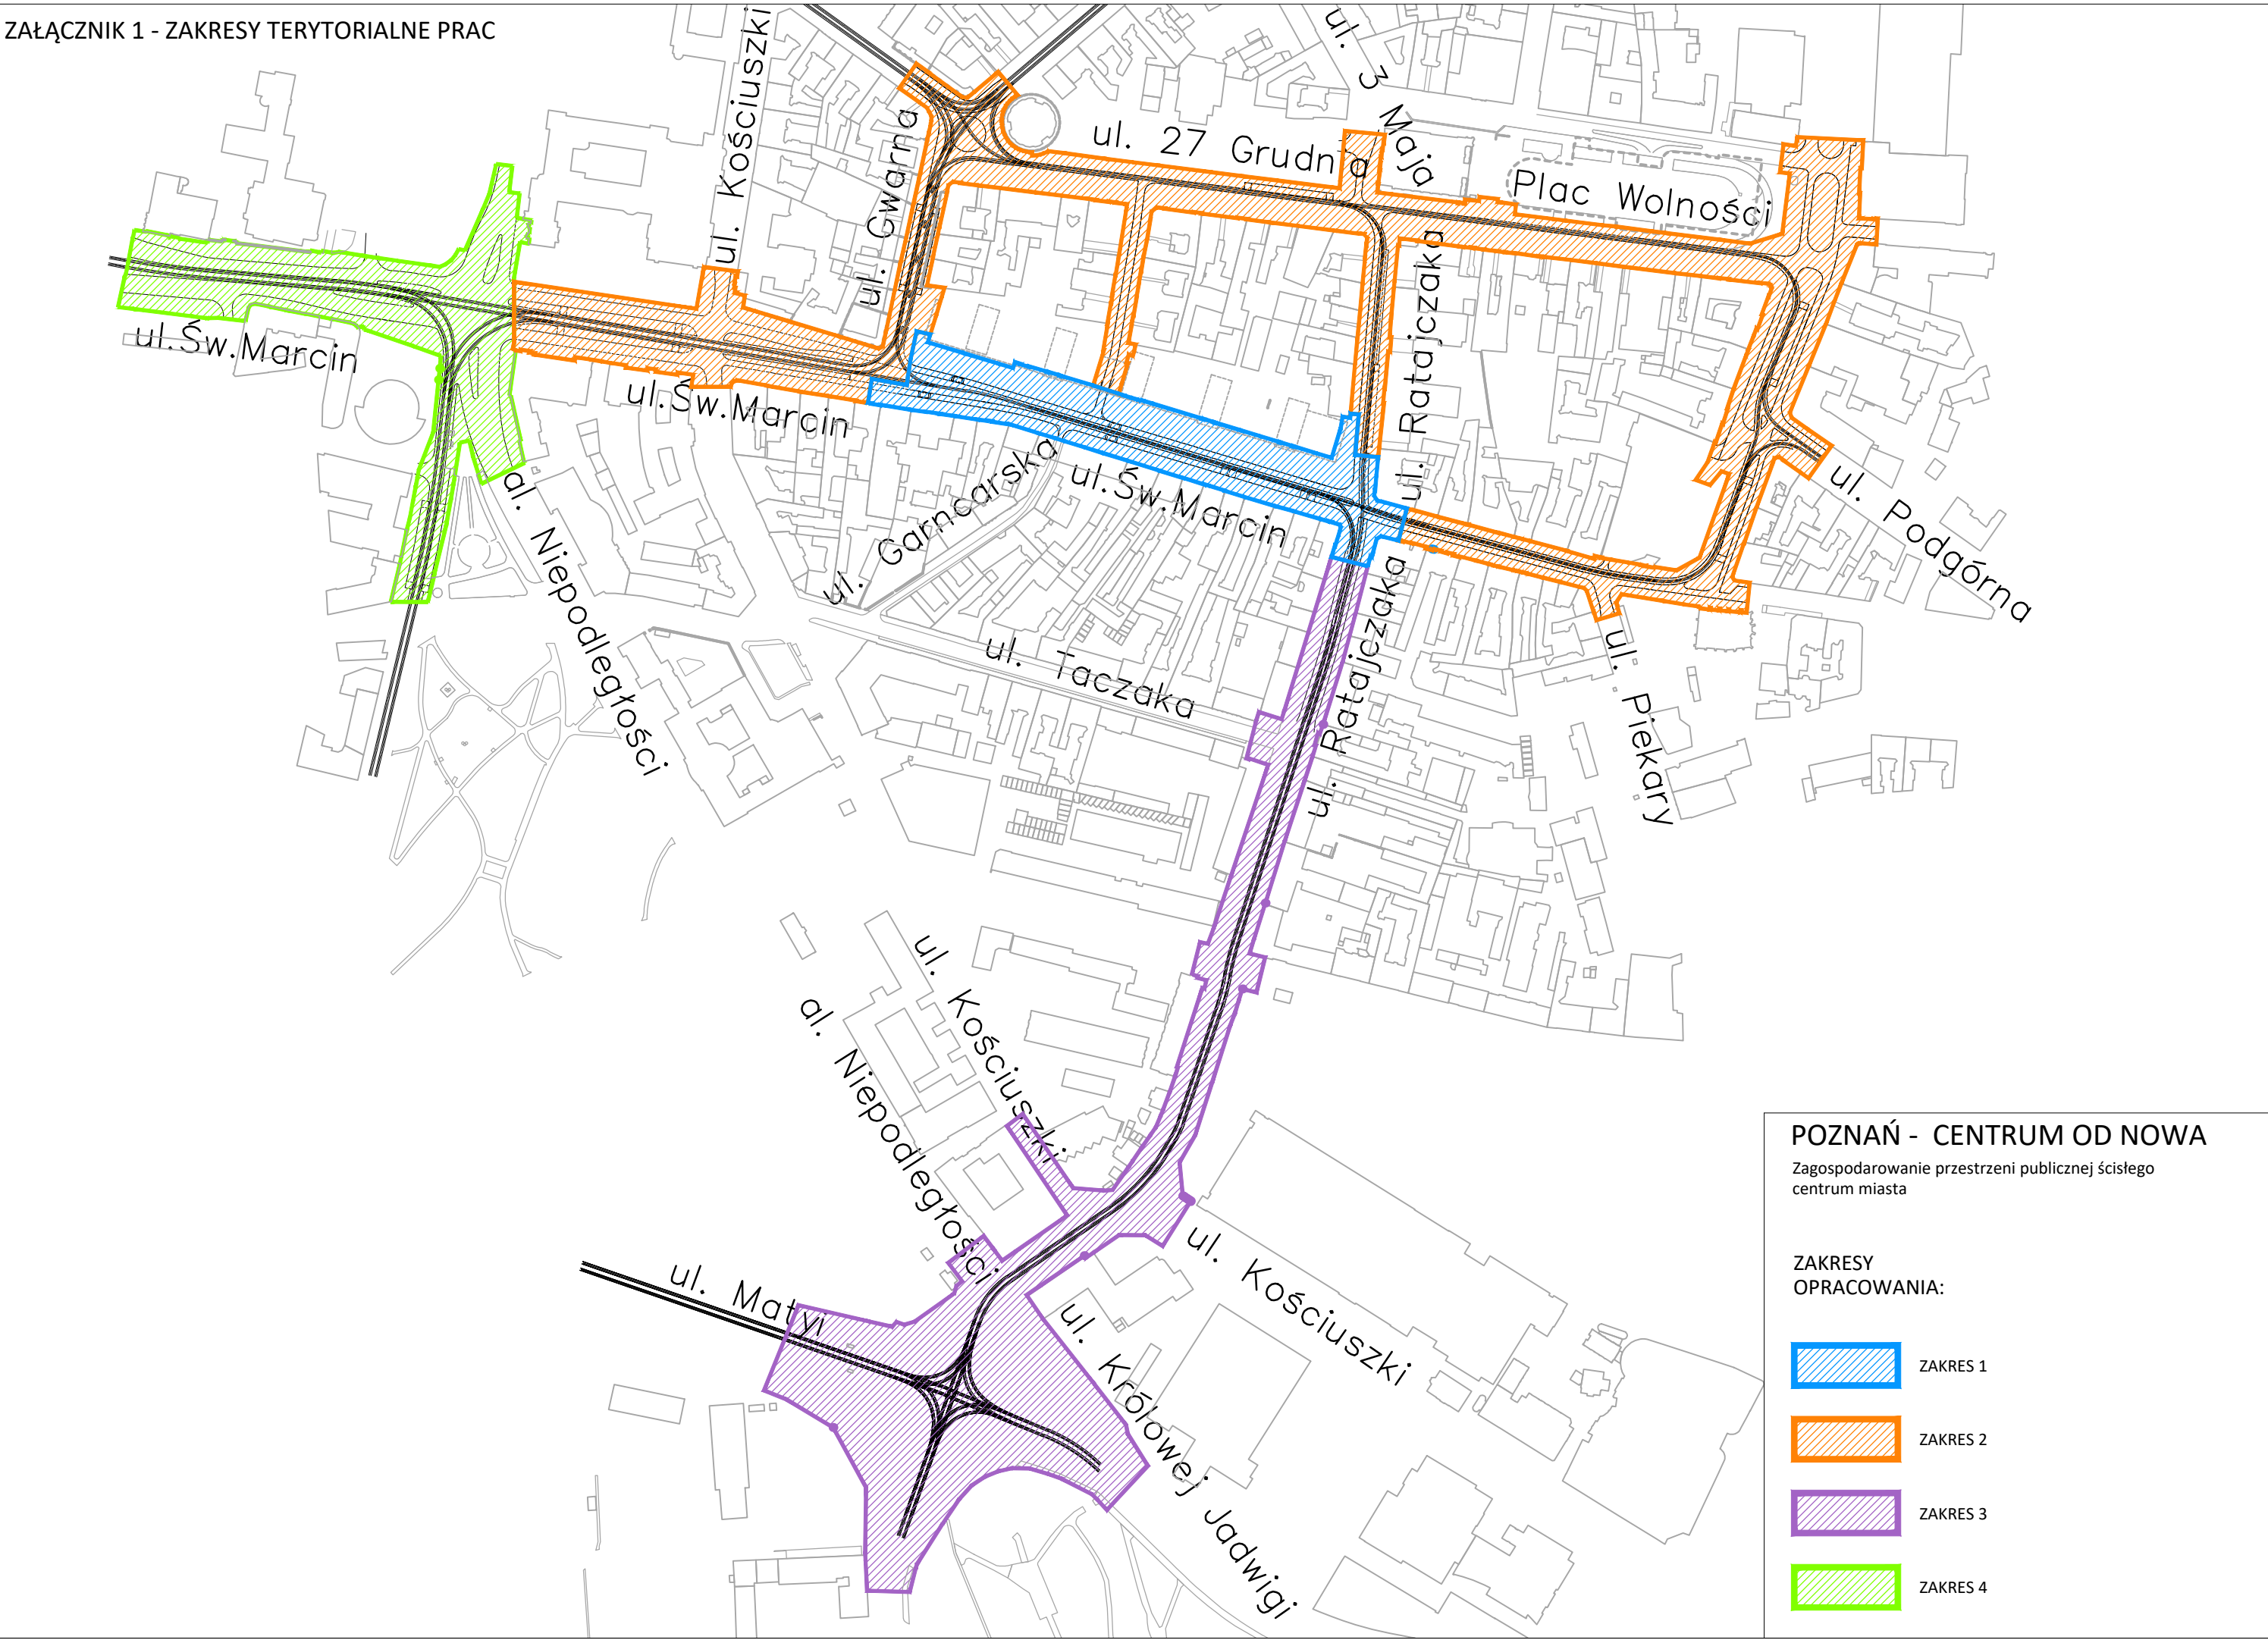 ZAŁĄCZNIK 1 - ZAKRESY TERYTORIALNE PRAC
ul. Kościuszki
ul. Gwarna
ul. 27 Grudnia
ul. 3 Maja
Plac Wolności
ul.Św.Marcin
ul.Św.Marcin
ul. Ratajczaka
ul. Garncarska
ul.Św.Marcin
ul. Podgórna
al. Niepodległości
ul. Taczaka
ul. Ratajczaka
ul. Piekary
ul. Kościuszki
al. Niepodległości
ul. Matyi
ul. Kościuszki
ul. Królowej Jadwigi
POZNAŃ - CENTRUM OD NOWA
Zagospodarowanie przestrzeni publicznej ścisłego
centrum miasta
ZAKRESY
OPRACOWANIA:
ZAKRES 1
ZAKRES 2
ZAKRES 3
ZAKRES 4